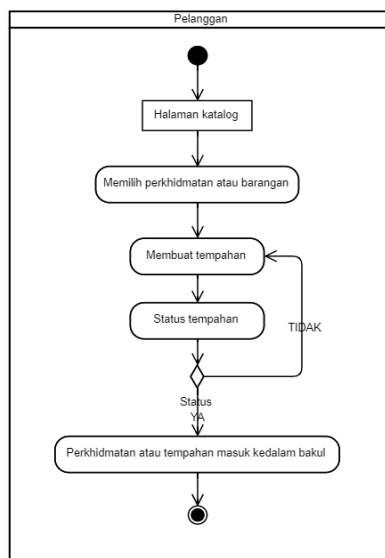 Pelanggan
Halaman katalog
Memilih perkhidmatan atau barangan
Membuat tempahan
Status tempahan
TIDAK
Status
YA
Perkhidmatan atau tempahan masuk kedalam bakul